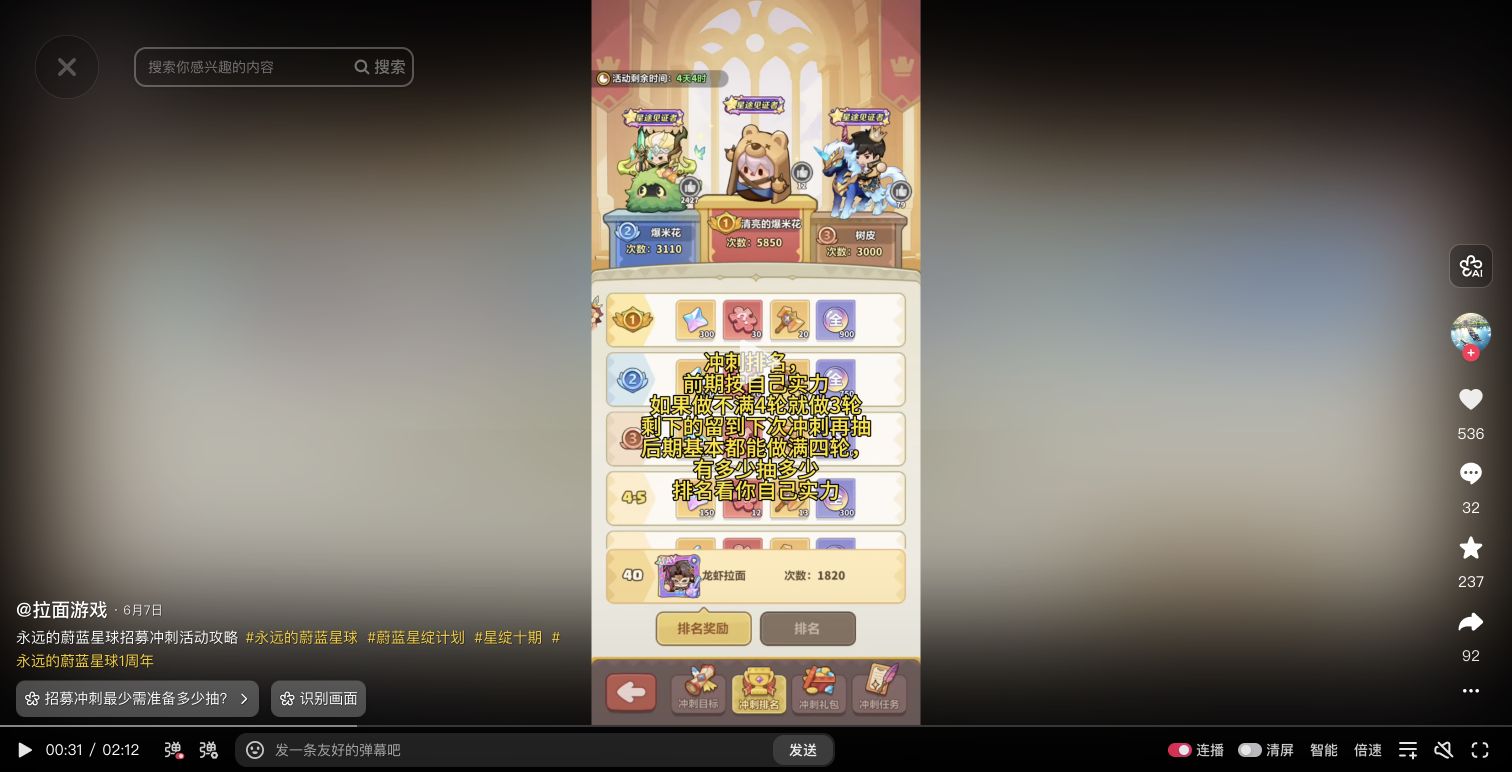 搜索你感兴趣的内容
搜索
活动剩余时间：4天4时
星途见证者
星途见证者
星途见证者
2427
12
79
2 爆米花
次数：3110
1 清亮的爆米花
次数：5850
3 树皮
次数：3000
1 300 30 20 全 900
2 全
3
4-5 150 12 13 300
冲刺排名，
前期按自己实力
如果做不满4轮就做3轮
剩下的留到下次冲刺再抽
后期基本都能做满四轮，
有多少抽多少
排名看你自己实力
40 龙虾拉面 次数：1820
排名奖励 排名
冲刺目标 冲刺排名 冲刺礼包 冲刺任务
AI
536
32
237
92
@拉面游戏 · 6月7日
永远的蔚蓝星球招募冲刺活动攻略 #永远的蔚蓝星球 #蔚蓝星绽计划 #星绽十期 #
永远的蔚蓝星球1周年
招募冲刺最少需准备多少抽？ 识别画面
00:31 / 02:12 弹 弹 发一条友好的弹幕吧 发送 连播 清屏 智能 倍速